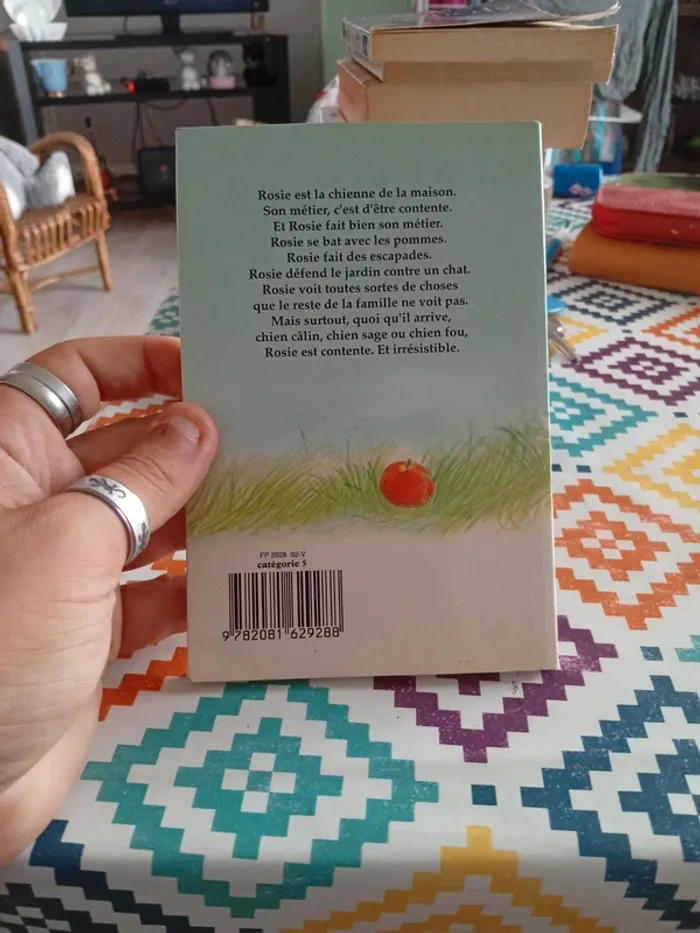 Rosie est la chienne de la maison.
Son métier, c'est d'être contente.
Et Rosie fait bien son métier.
Rosie se bat avec les pommes.
Rosie fait des escapades.
Rosie défend le jardin contre un chat.
Rosie voit toutes sortes de choses
que le reste de la famille ne voit pas.
Mais surtout, quoi qu'il arrive,
chien câlin, chien sage ou chien fou,
Rosie est contente. Et irrésistible.
FP 2928 92-V
catégorie 5
9 782081 629288